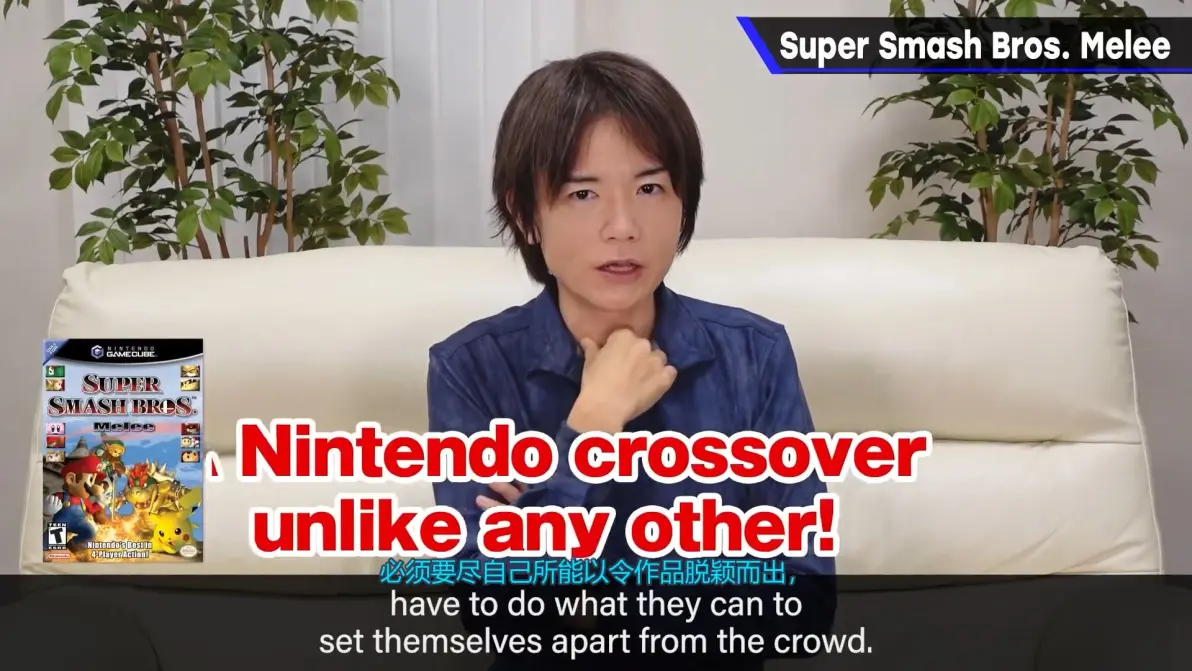 Super Smash Bros. Melee
NINTENDO
GAMECUBE
SUPER
SMASH BROS.
Melee
TEEN
T
ESRB
Nintendo's Best in
4-Player Action!
Nintendo crossover
unlike any other!
必须要尽自己所能以令作品脱颖而出，
have to do what they can to
set themselves apart from the crowd.